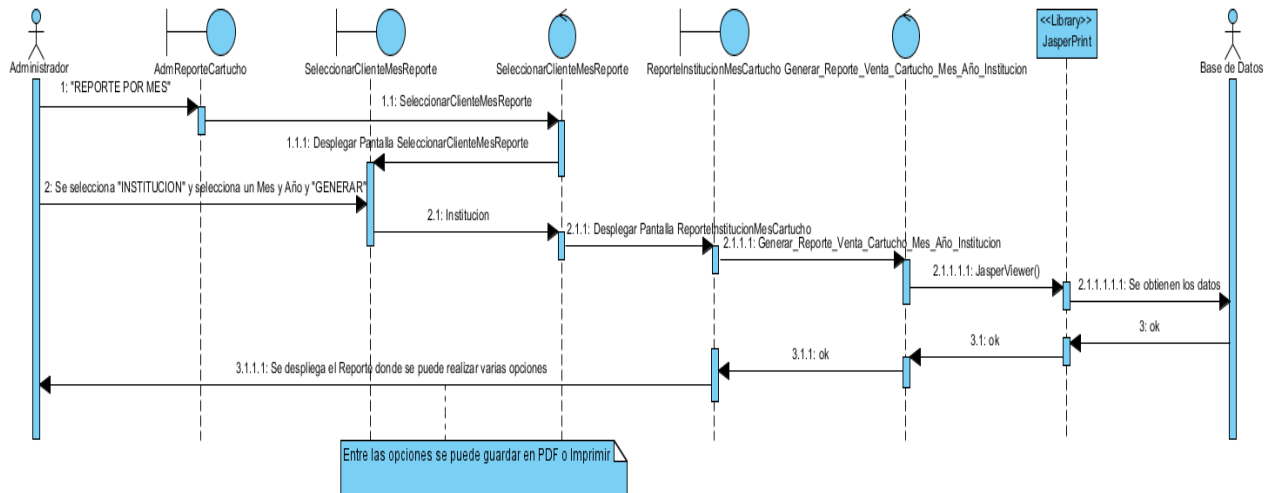 <<Library>>
JasperPrint
Administrador
AdmReporteCartucho
SeleccionarClienteMesReporte
SeleccionarClienteMesReporte
ReporteInstitucionMesCartucho
Generar_Reporte_Venta_Cartucho_Mes_Año_Institucion
Base de Datos
1: "REPORTE POR MES"
1.1: SeleccionarClienteMesReporte
1.1.1: Desplegar Pantalla SeleccionarClienteMesReporte
2: Se selecciona "INSTITUCION" y selecciona un Mes y Año y "GENERAR"
2.1: Institucion
2.1.1: Desplegar Pantalla ReporteInstitucionMesCartucho
2.1.1.1: Generar_Reporte_Venta_Cartucho_Mes_Año_Institucion
2.1.1.1.1: JasperViewer()
2.1.1.1.1.1: Se obtienen los datos
3: ok
3.1: ok
3.1.1: ok
3.1.1.1: Se despliega el Reporte donde se puede realizar varias opciones
Entre las opciones se puede guardar en PDF o Imprimir